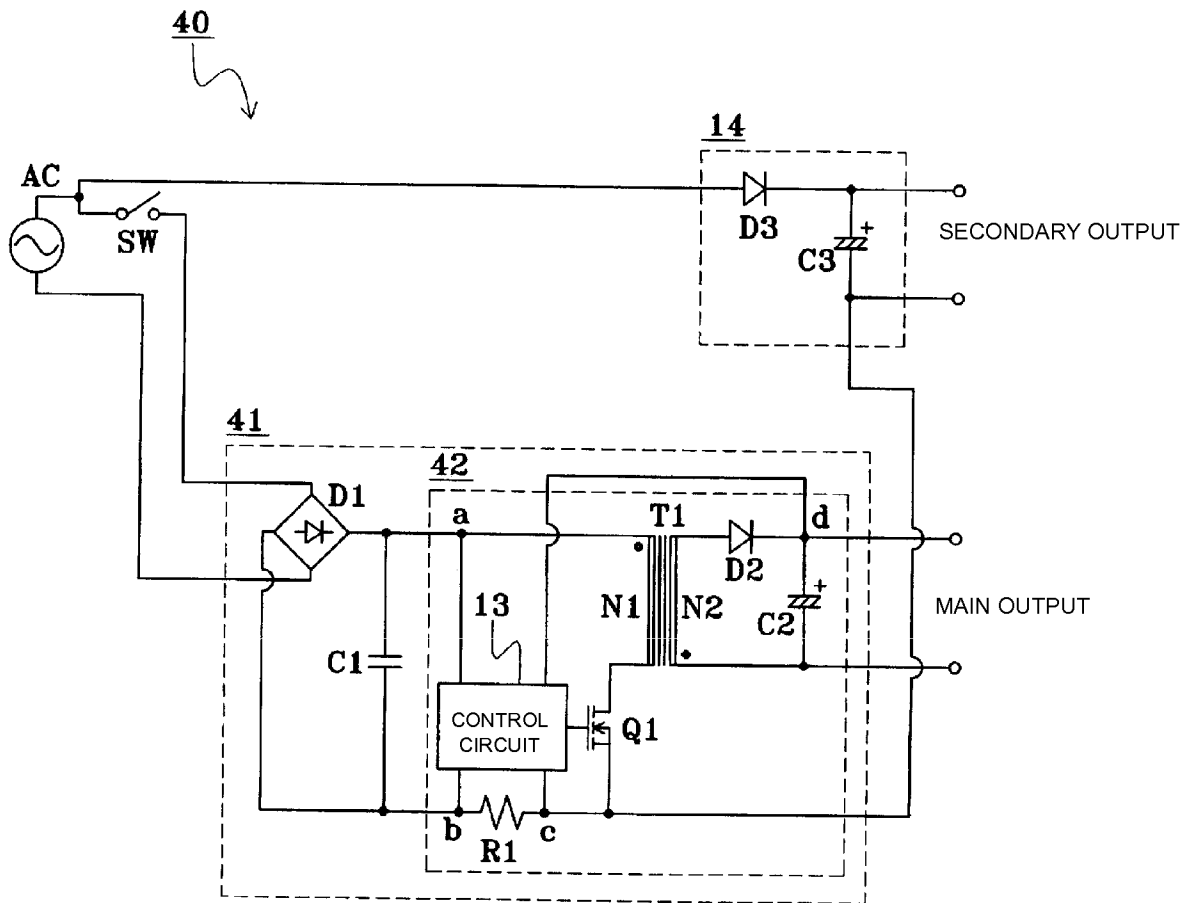 40
14
AC
SW
D3
C3
+
SECONDARY OUTPUT
41
42
D1
a
T1
d
D2
+
13
N1
N2
C2
MAIN OUTPUT
C1
CONTROL
CIRCUIT
Q1
b
c
R1